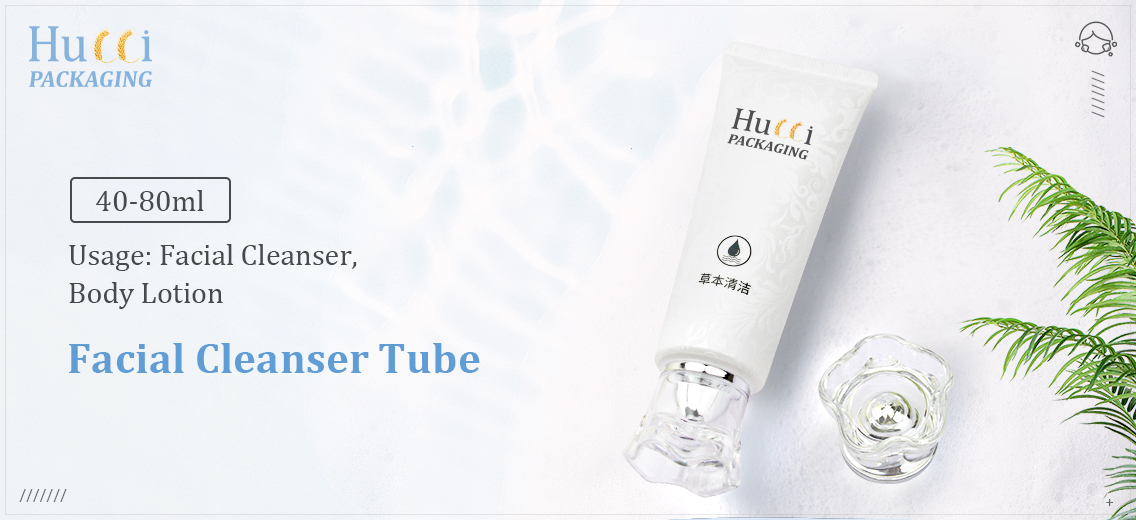 Hucci
PACKAGING
40-80ml
Usage: Facial Cleanser,
Body Lotion
Facial Cleanser Tube
Hucci
PACKAGING
草本清洁